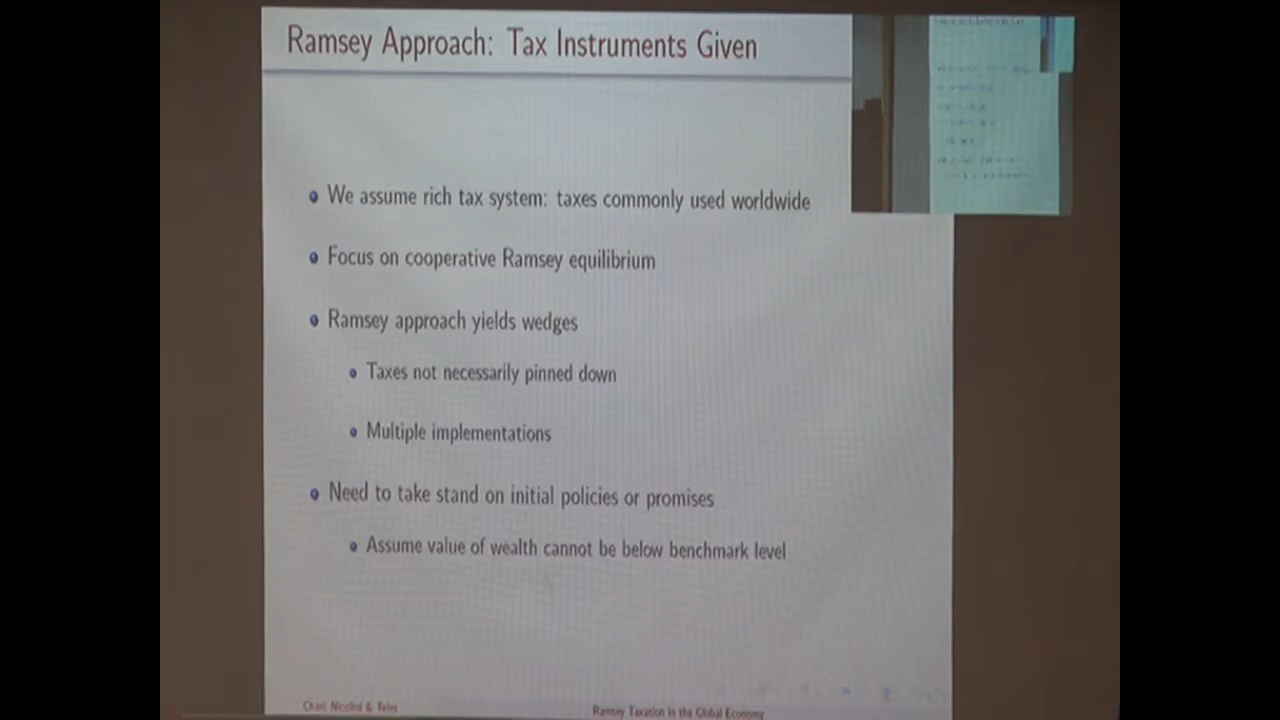 Ramsey Approach: Tax Instruments Given
We assume rich tax system: taxes commonly used worldwide
Focus on cooperative Ramsey equilibrium
Ramsey approach yields wedges
Taxes not necessarily pinned down
Multiple implementations
Need to take stand on initial policies or promises
Assume value of wealth cannot be below benchmark level
Chari, Nicolini & Teles
Ramsey Taxation in the Global Economy